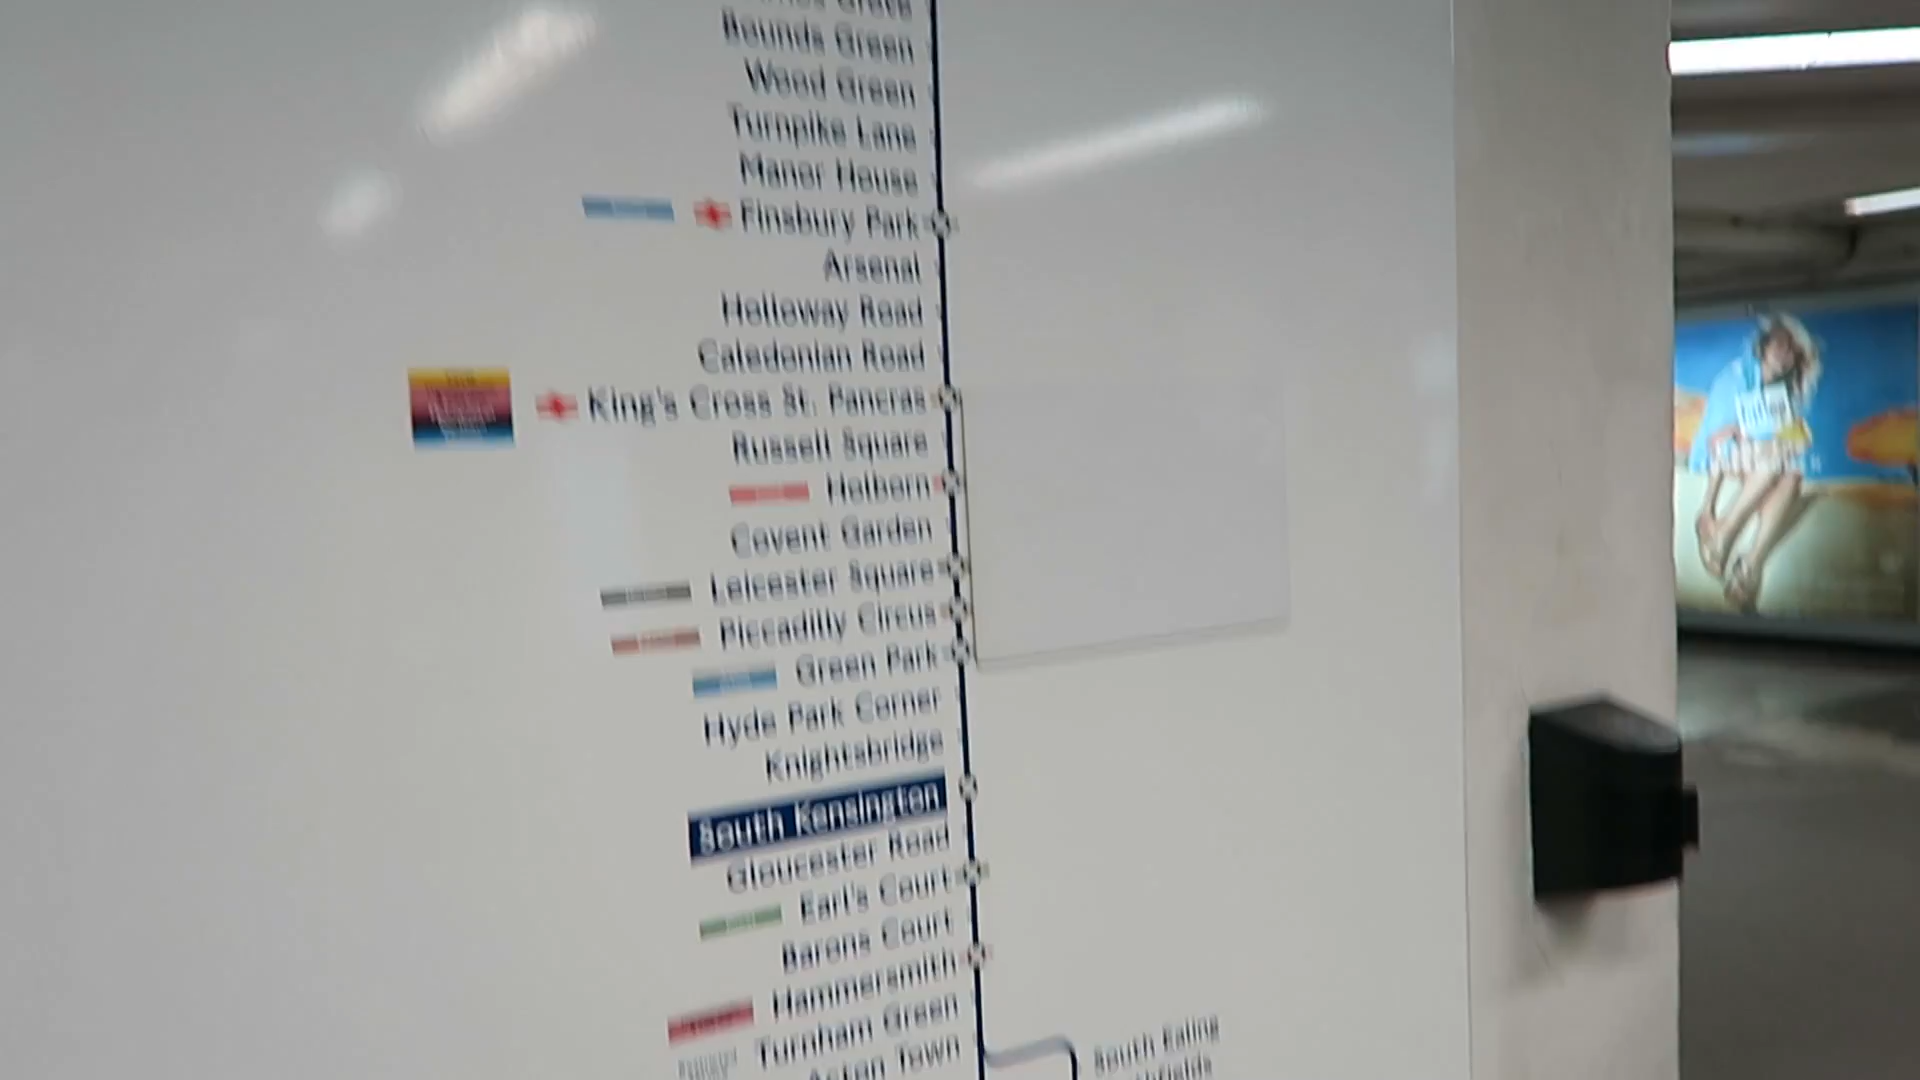 Bounds Green
Wood Green
Turnpike Lane
Manor House
Finsbury Park
Arsenal
Holloway Road
Caledonian Road
King's Cross St. Pancras
Russell Square
Holborn
Covent Garden
Leicester Square
Piccadilly Circus
Green Park
Hyde Park Corner
Knightsbridge
South Kensington
Gloucester Road
Earl's Court
Barons Court
Hammersmith
Turnham Green
Acton Town
South Ealing